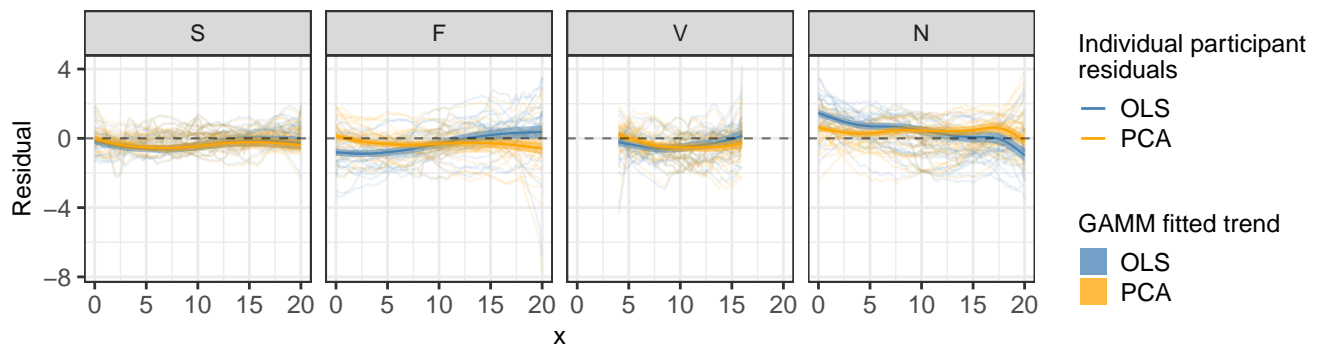 S F V N
Residual
4
0
−4
−8
0 5 10 15 20 0 5 10 15 20 0 5 10 15 20 0 5 10 15 20
x
Individual participant
residuals
OLS
PCA
GAMM fitted trend
OLS
PCA